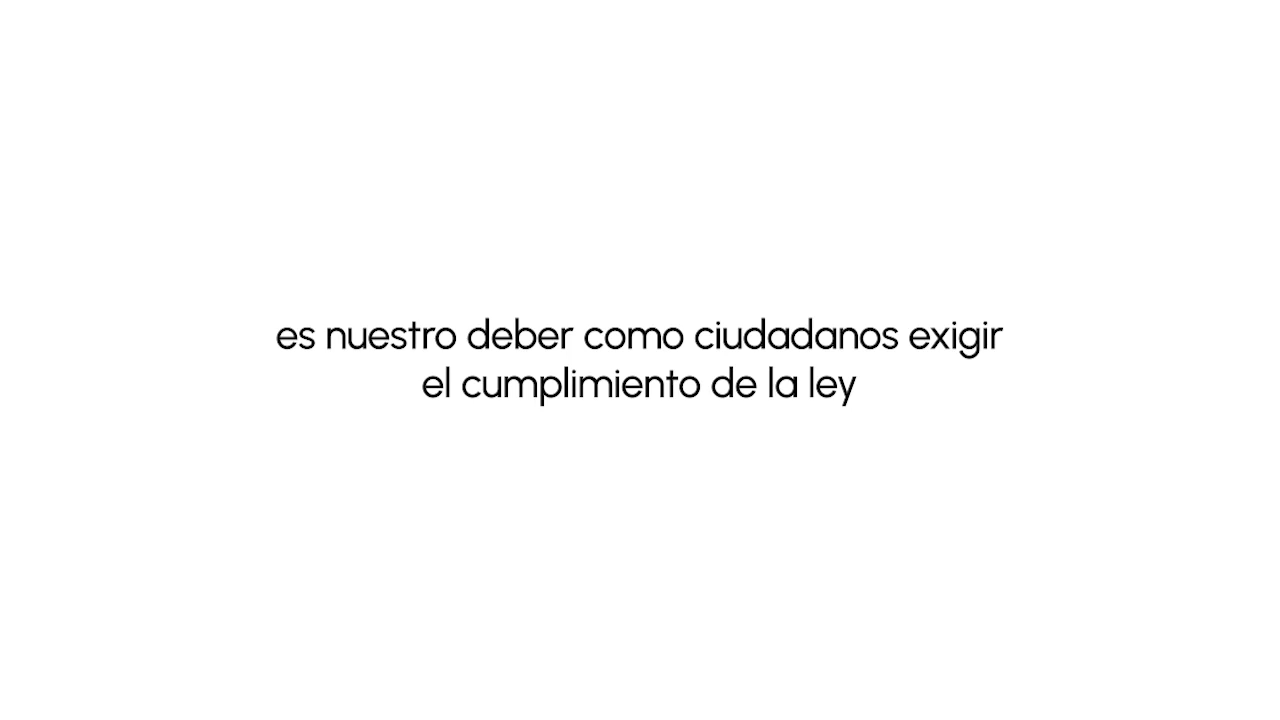 es nuestro deber como ciudadanos exigir
el cumplimiento de la ley